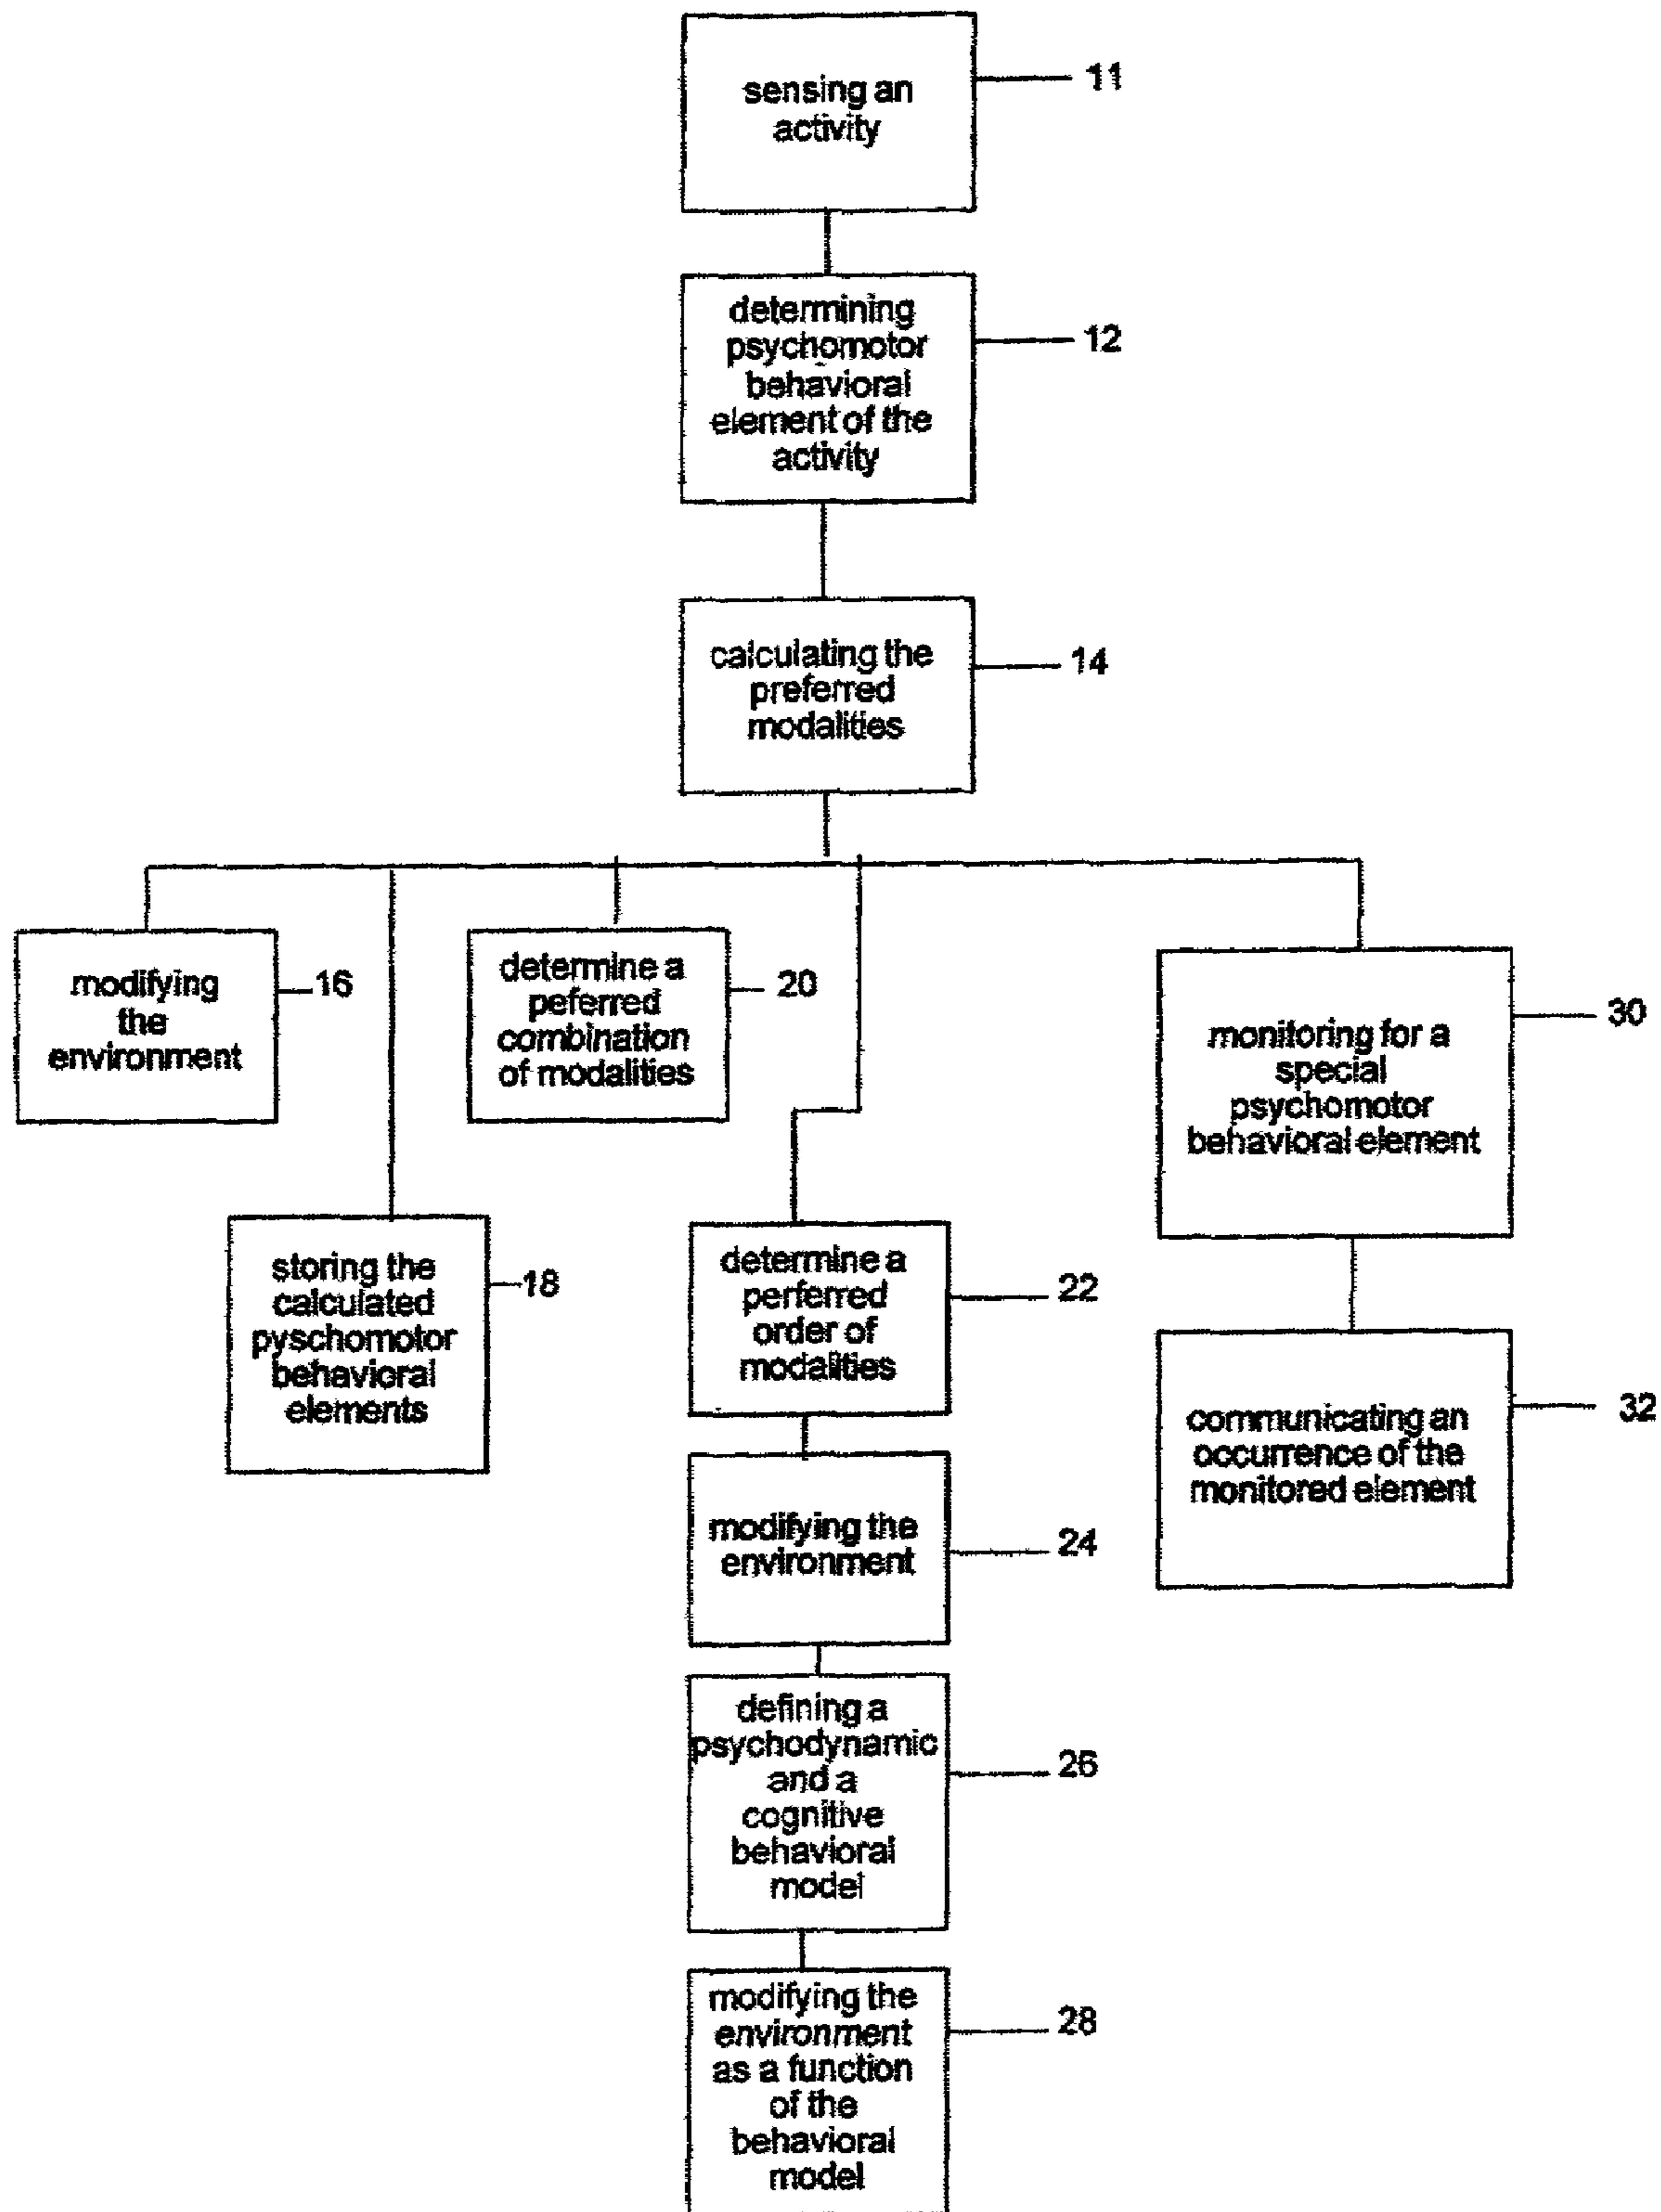 sensing an
activity
11
determining
psychomotor
behavioral
element of the
activity
12
calculating the
preferred
modalities
14
modifying
the
environment
16
determine a
peferred
combination
of modalities
20
monitoring for a
special
psychomotor
behavioral element
30
storing the
calculated
pyschomotor
behavioral
elements
18
determine a
perferred
order of
modalities
22
communicating an
occurrence of the
monitored element
32
modifying the
environment
24
defining a
psychodynamic
and a
cognitive
behavioral
model
26
modifying the
environment
as a function
of the
behavioral
model
28